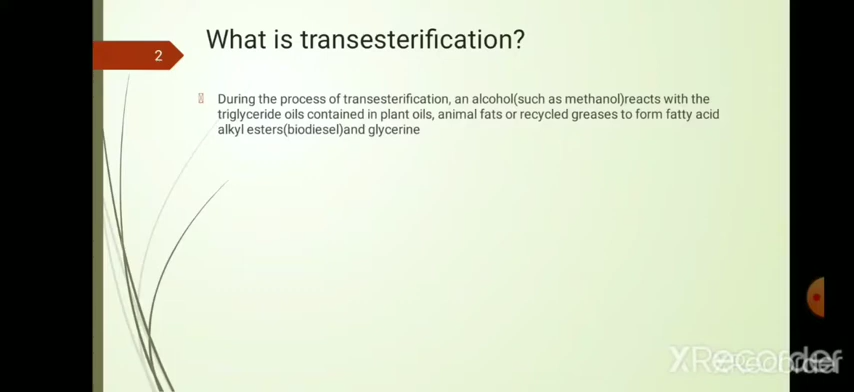 2
What is transesterification?
During the process of transesterification, an alcohol(such as methanol)reacts with the
triglyceride oils contained in plant oils, animal fats or recycled greases to form fatty acid
alkyl esters(biodiesel)and glycerine
XRecorder
XRecorder